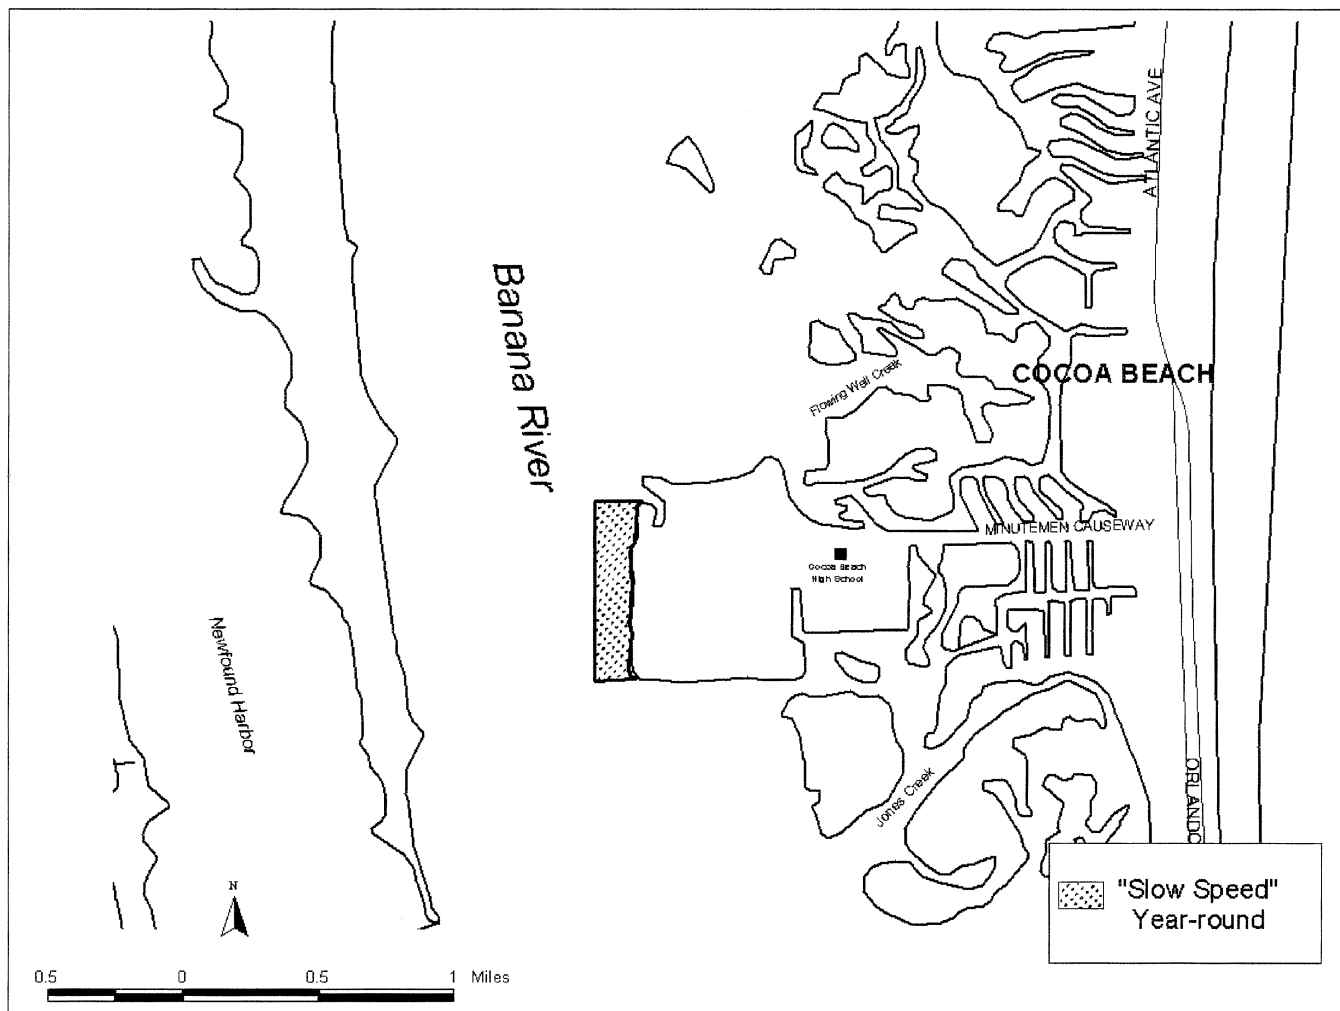 ATLANTIC AVE
Banana River
COCOA BEACH
Flowing Well Creek
MINUTEMEN CAUSEWAY
Cocoa Beach
High School
Newfound Harbor
Jones Creek
ORLANDO
"Slow Speed"
Year-round
N
0.5 0 0.5 1 Miles